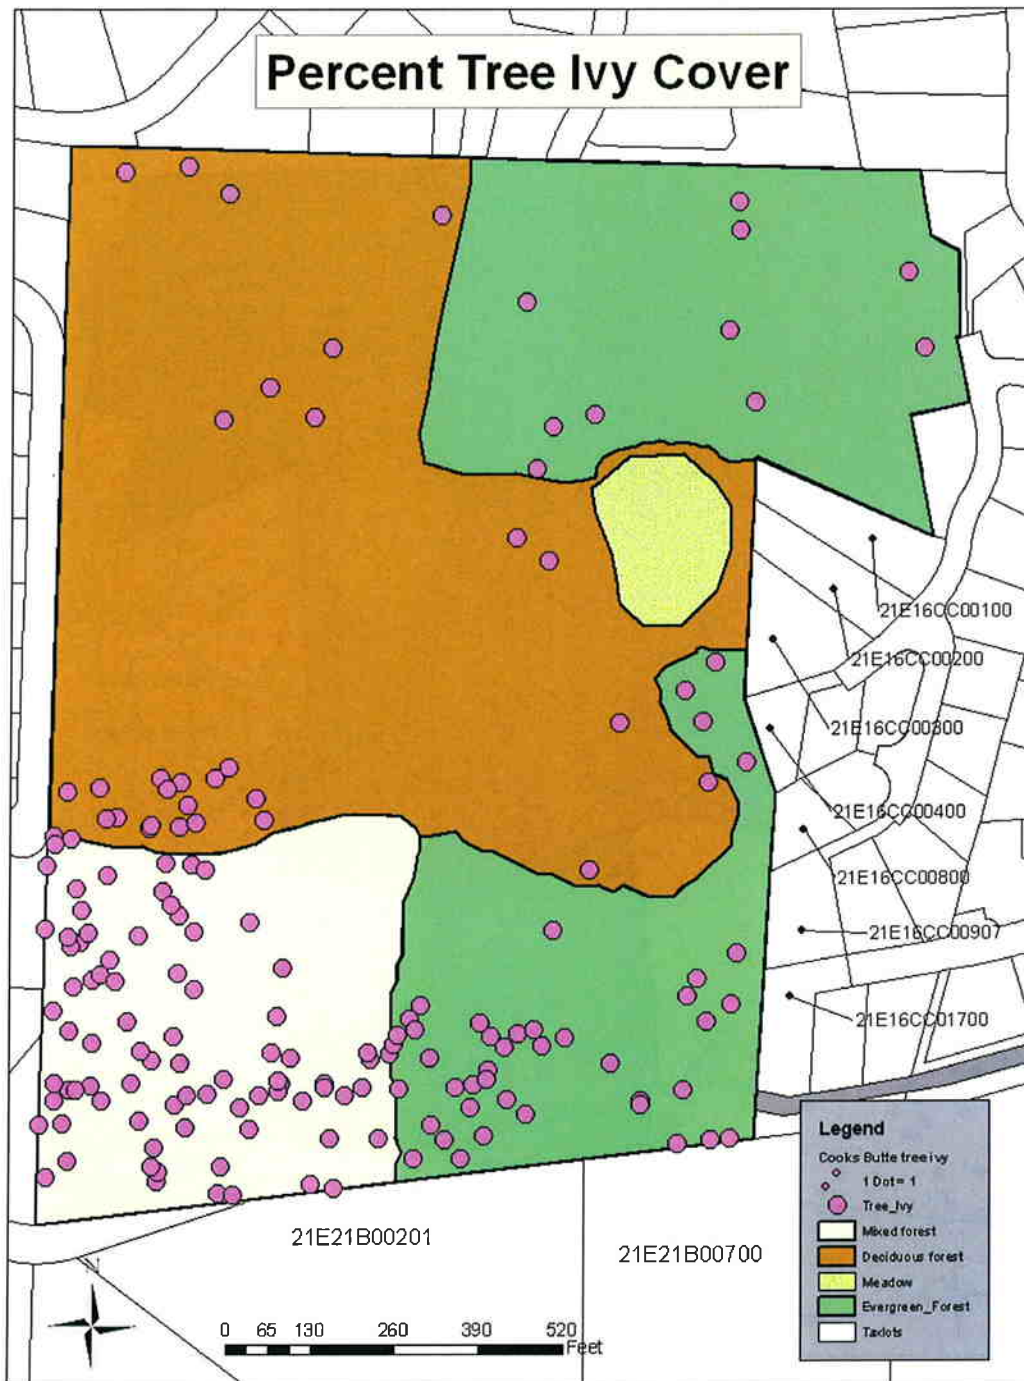 Percent Tree Ivy Cover
21E16CC00100
21E16CC00200
21E16CC00300
21E16CC00400
21E16CC00800
21E16CC00907
21E16CC01700
21E21B00201
21E21B00700
N
0 65 130 260 390 520
Feet
Legend
Cooks Butte tree ivy
1 Dot = 1
Tree_Ivy
Mixed forest
Deciduous forest
Meadow
Evergreen_Forest
Taxlots